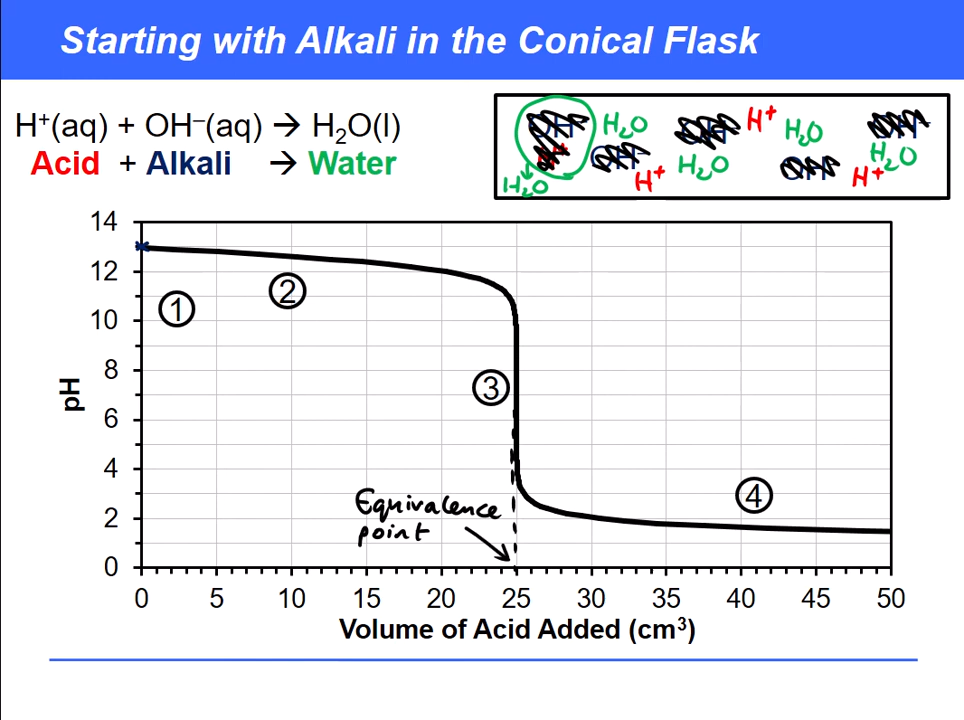 Starting with Alkali in the Conical Flask
H⁺(aq) + OH⁻(aq) → H₂O(l)
Acid + Alkali → Water
H₂O H⁺ H₂O
H₂O H⁺ H₂O H⁺ H₂O
14
12
10
8
6
4
2
0
pH
①
②
③
④
Equivalence
point
0 5 10 15 20 25 30 35 40 45 50
Volume of Acid Added (cm³)